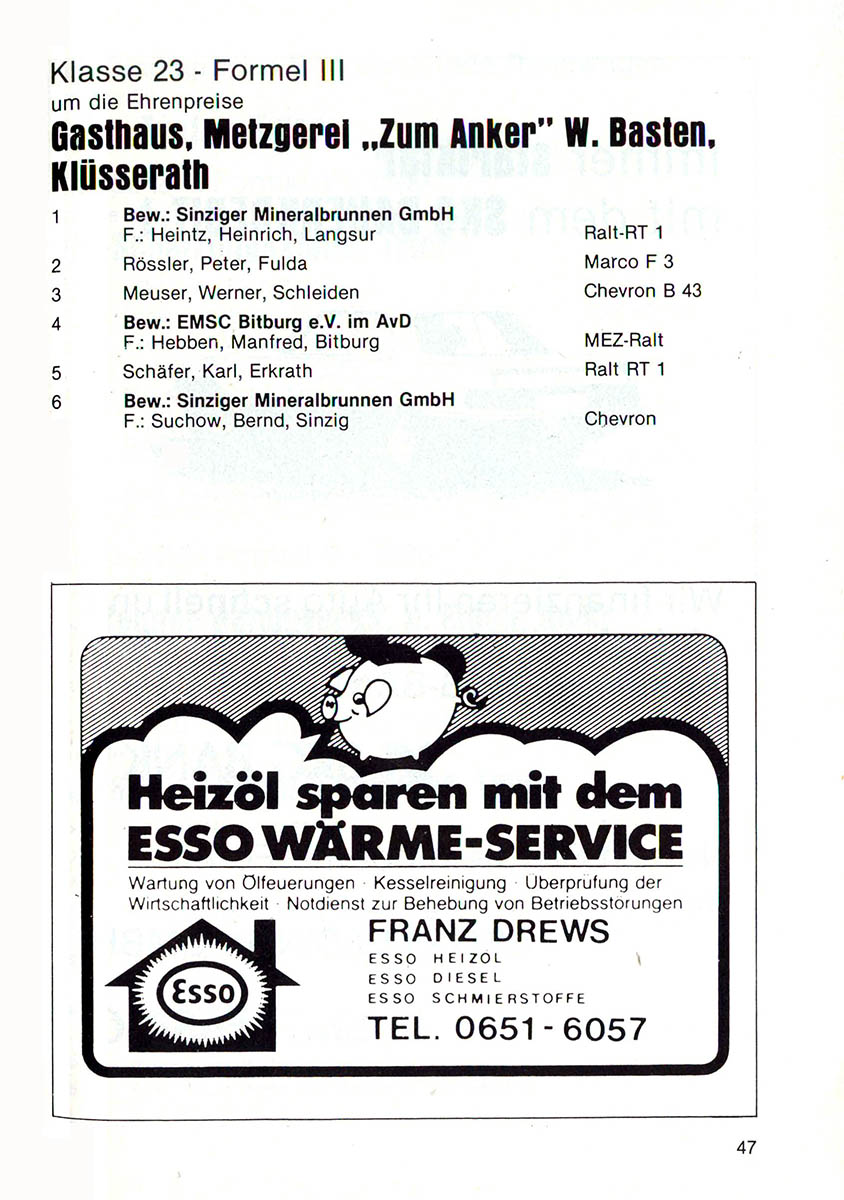 Klasse 23 - Formel III
um die Ehrenpreise
Gasthaus, Metzgerei „Zum Anker” W. Basten,
Klüsserath
1 Bew.: Sinziger Mineralbrunnen GmbH
F.: Heintz, Heinrich, Langsur Ralt-RT 1
2 Rössler, Peter, Fulda Marco F 3
3 Meuser, Werner, Schleiden Chevron B 43
4 Bew.: EMSC Bitburg e.V. im AvD
F.: Hebben, Manfred, Bitburg MEZ-Ralt
5 Schäfer, Karl, Erkrath Ralt RT 1
6 Bew.: Sinziger Mineralbrunnen GmbH
F.: Suchow, Bernd, Sinzig Chevron
Heizöl sparen mit dem
ESSO WÄRME-SERVICE
Wartung von Ölfeuerungen · Kesselreinigung · Überprüfung der
Wirtschaftlichkeit · Notdienst zur Behebung von Betriebsstörungen
FRANZ DREWS
ESSO HEIZÖL
ESSO DIESEL
ESSO SCHMIERSTOFFE
TEL. 0651 - 6057
Esso
47